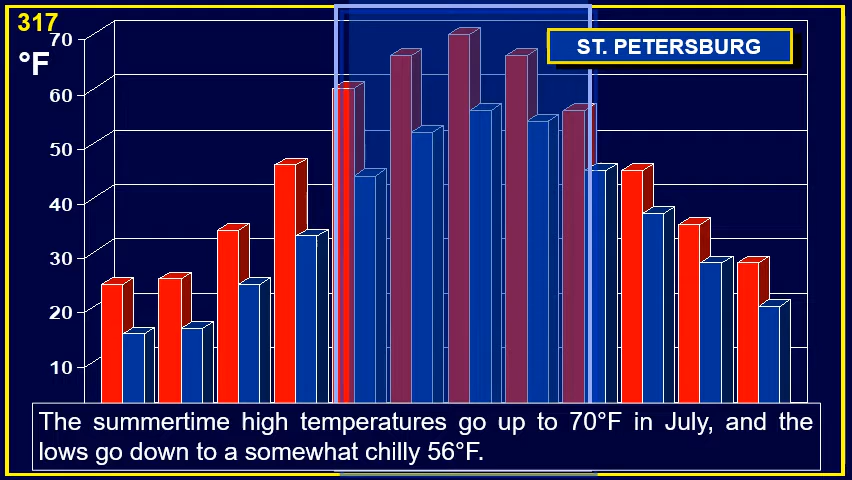 317
°F
ST. PETERSBURG
70
60
50
40
30
20
10
The summertime high temperatures go up to 70°F in July, and the
lows go down to a somewhat chilly 56°F.